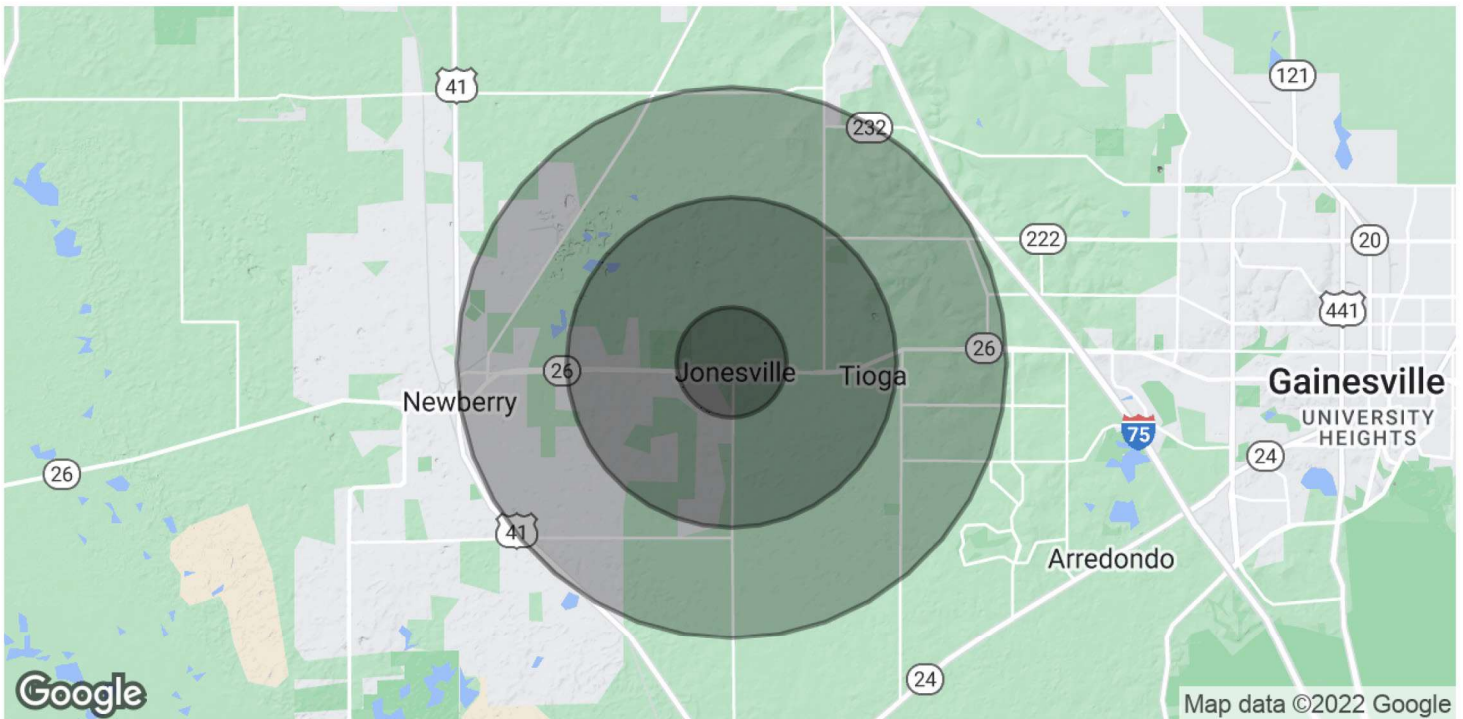 41
121
232
222
20
441
26
26
Jonesville
Tioga
Gainesville
Newberry
UNIVERSITY
HEIGHTS
75
24
26
41
Arredondo
24
Google
Map data ©2022 Google